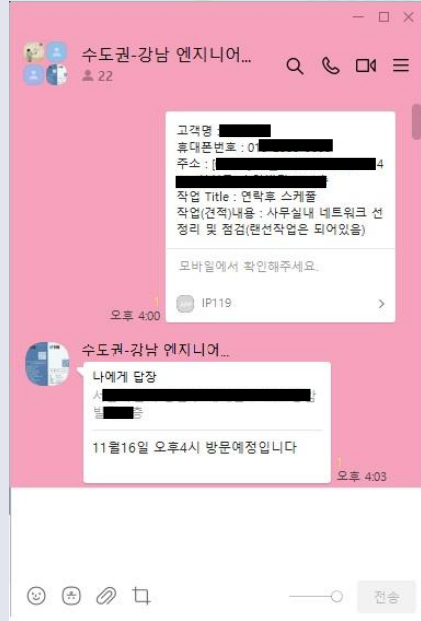 수도권-강남 엔지니어...
22
고객명 :
휴대폰번호 : 01
주소 : [ 4
작업 Title : 연락후 스케쥴
작업(견적)내용 : 사무실내 네트워크 선
정리 및 점검(랜선작업은 되어있음)
모바일에서 확인해주세요.
IP119
1
오후 4:00
수도권-강남 엔지니어...
나에게 답장
층
11월16일 오후4시 방문예정입니다
1
오후 4:03
전송